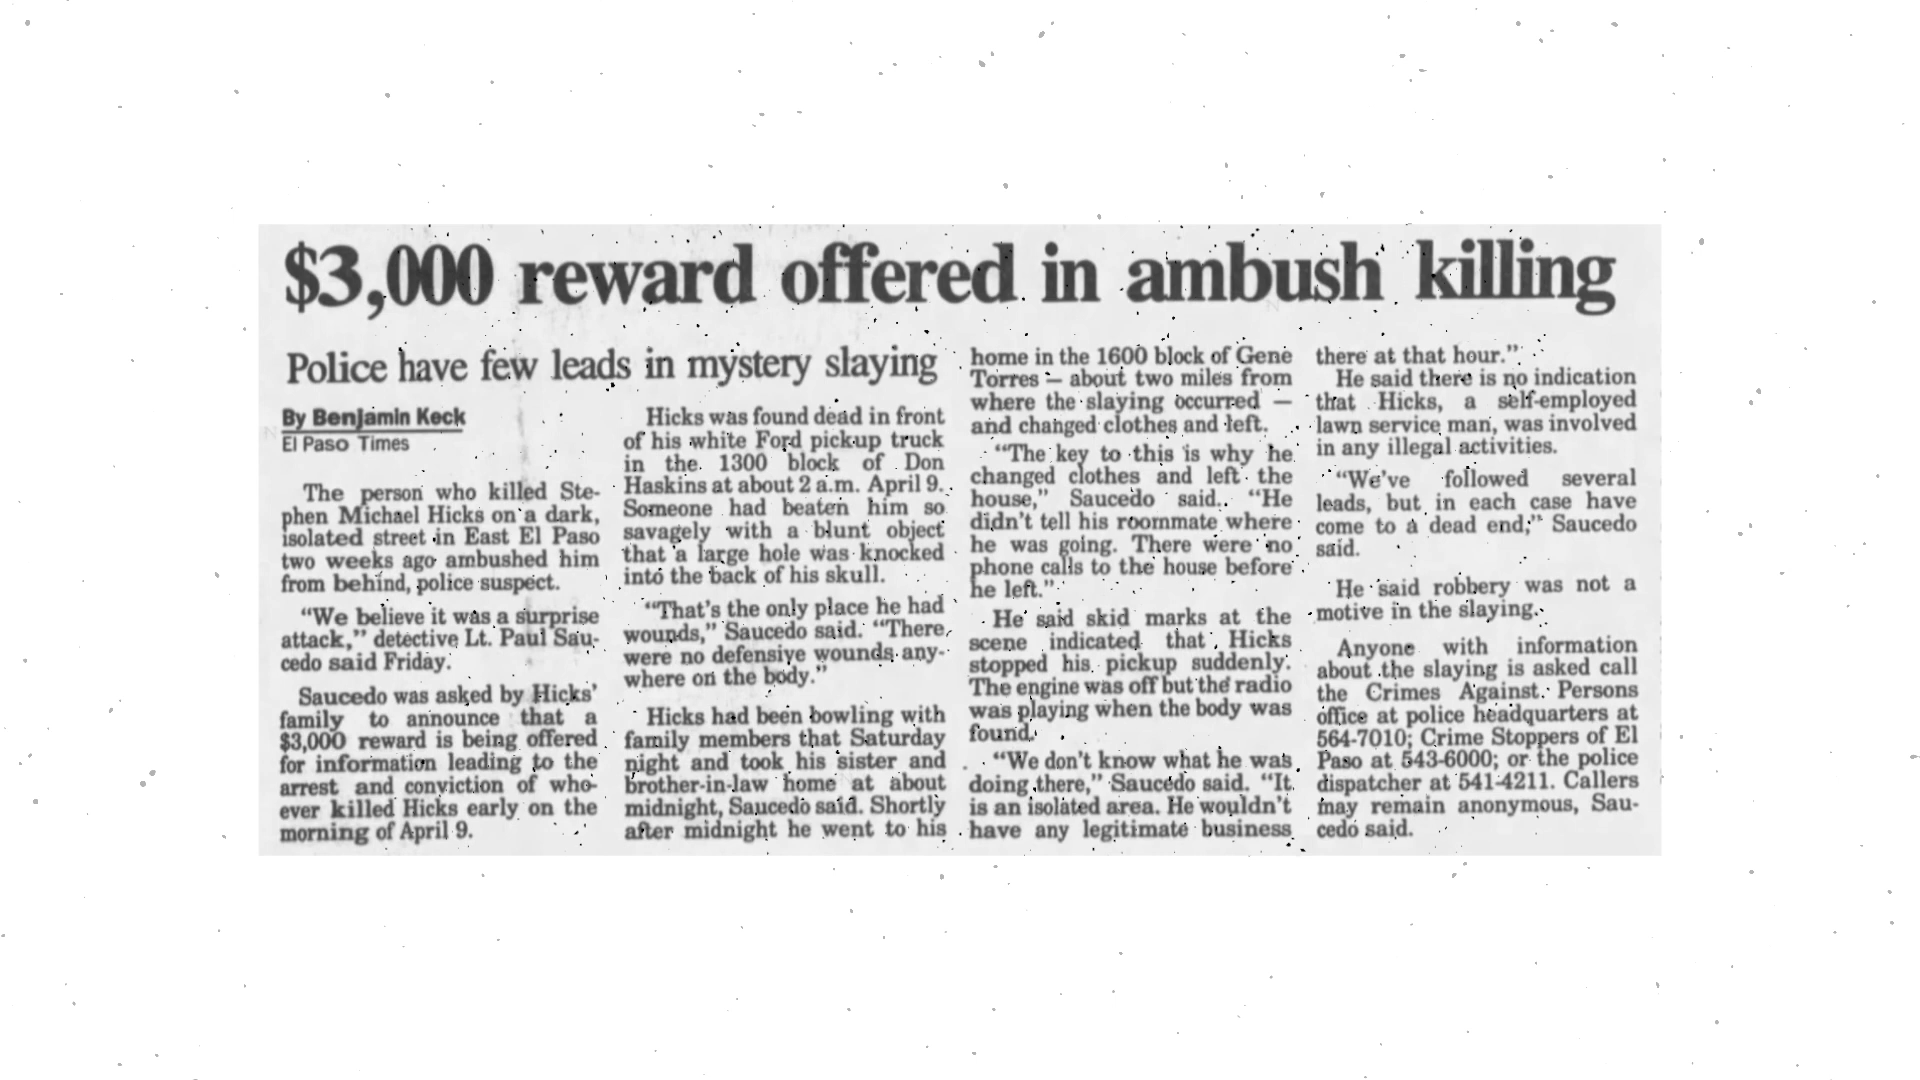 $3,000 reward offered in ambush killing
Police have few leads in mystery slaying
By Benjamin Keck
El Paso Times
The person who killed Ste-
phen Michael Hicks on a dark,
isolated street in East El Paso
two weeks ago ambushed him
from behind, police suspect.
“We believe it was a surprise
attack,” detective Lt. Paul Sau-
cedo said Friday.
Saucedo was asked by Hicks’
family to announce that a
$3,000 reward is being offered
for information leading to the
arrest and conviction of who-
ever killed Hicks early on the
morning of April 9.
Hicks was found dead in front
of his white Ford pickup truck
in the 1300 block of Don
Haskins at about 2 a.m. April 9.
Someone had beaten him so
savagely with a blunt object
that a large hole was knocked
into the back of his skull.
“That’s the only place he had
wounds,” Saucedo said. “There
were no defensive wounds any-
where on the body.”
Hicks had been bowling with
family members that Saturday
night and took his sister and
brother-in-law home at about
midnight, Saucedo said. Shortly
after midnight he went to his
home in the 1600 block of Gene
Torres — about two miles from
where the slaying occurred —
and changed clothes and left.
“The key to this is why he
changed clothes and left the
house,” Saucedo said. “He
didn’t tell his roommate where
he was going. There were no
phone calls to the house before
he left.”
He said skid marks at the
scene indicated that Hicks
stopped his pickup suddenly.
The engine was off but the radio
was playing when the body was
found.
“We don’t know what he was
doing there,” Saucedo said. “It
is an isolated area. He wouldn’t
have any legitimate business
there at that hour.”
He said there is no indication
that Hicks, a self-employed
lawn service man, was involved
in any illegal activities.
“We’ve followed several
leads, but in each case have
come to a dead end,” Saucedo
said.
He said robbery was not a
motive in the slaying.
Anyone with information
about the slaying is asked call
the Crimes Against Persons
office at police headquarters at
564-7010; Crime Stoppers of El
Paso at 543-6000; or the police
dispatcher at 541-4211. Callers
may remain anonymous, Sau-
cedo said.